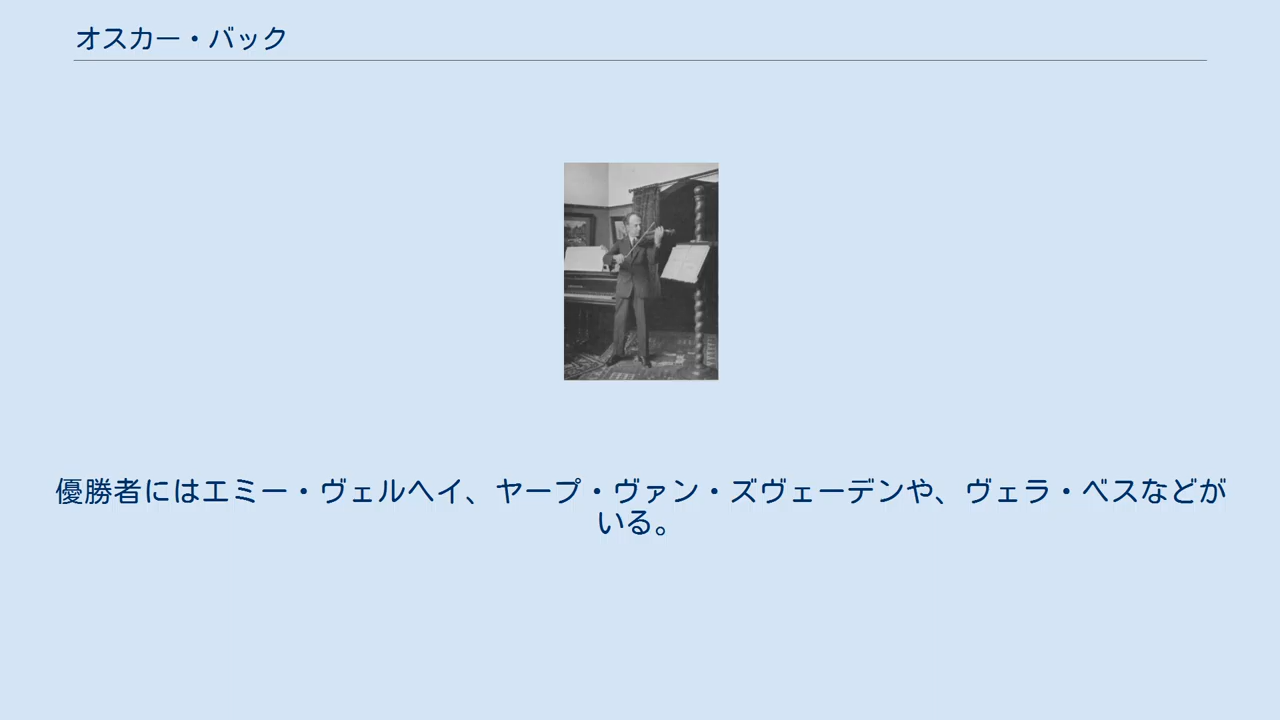 オスカー・バック
優勝者にはエミー・ヴェルヘイ、ヤープ・ヴァン・ズヴェーデンや、ヴェラ・ベスなどが
いる。